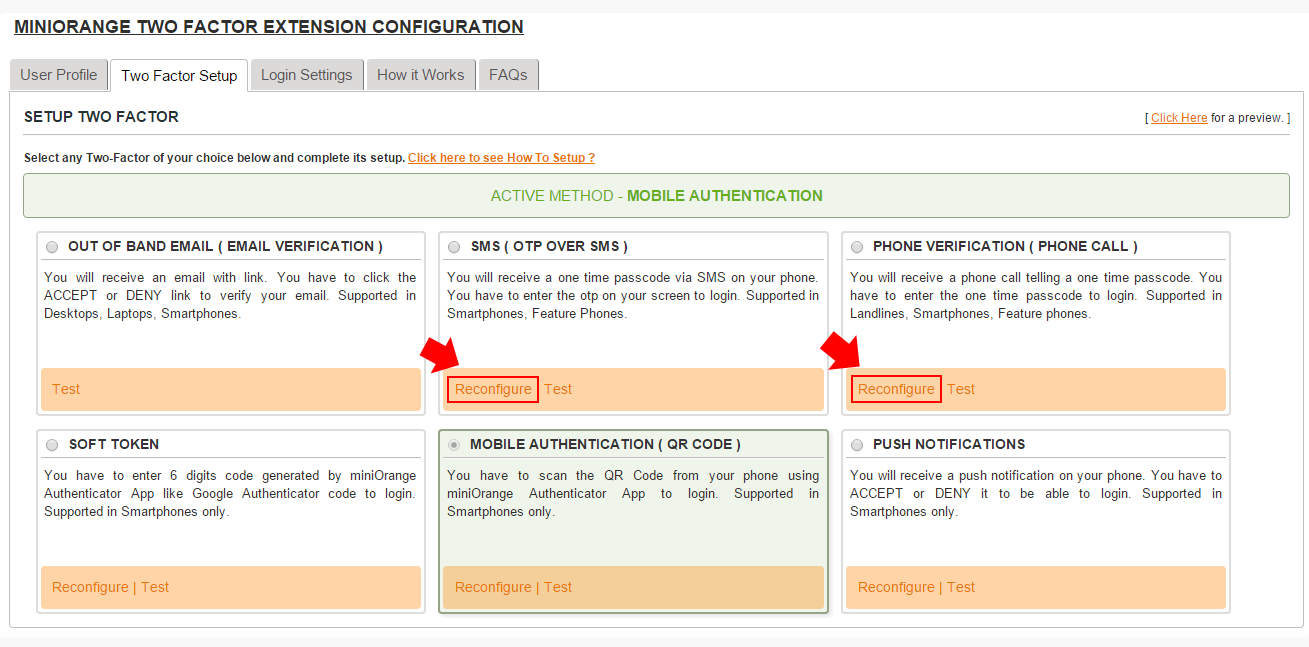 MINIORANGE TWO FACTOR EXTENSION CONFIGURATION
User Profile
Two Factor Setup
Login Settings
How it Works
FAQs
SETUP TWO FACTOR
[ Click Here for a preview. ]
Select any Two-Factor of your choice below and complete its setup. Click here to see How To Setup ?
ACTIVE METHOD - MOBILE AUTHENTICATION
OUT OF BAND EMAIL ( EMAIL VERIFICATION )
You will receive an email with link. You have to click the
ACCEPT or DENY link to verify your email. Supported in
Desktops, Laptops, Smartphones.
Test
SMS ( OTP OVER SMS )
You will receive a one time passcode via SMS on your phone.
You have to enter the otp on your screen to login. Supported in
Smartphones, Feature Phones.
Reconfigure Test
PHONE VERIFICATION ( PHONE CALL )
You will receive a phone call telling a one time passcode. You
have to enter the one time passcode to login. Supported in
Landlines, Smartphones, Feature phones.
Reconfigure Test
SOFT TOKEN
You have to enter 6 digits code generated by miniOrange
Authenticator App like Google Authenticator code to login.
Supported in Smartphones only.
Reconfigure | Test
MOBILE AUTHENTICATION ( QR CODE )
You have to scan the QR Code from your phone using
miniOrange Authenticator App to login. Supported in
Smartphones only.
Reconfigure | Test
PUSH NOTIFICATIONS
You will receive a push notification on your phone. You have to
ACCEPT or DENY it to be able to login. Supported in
Smartphones only.
Reconfigure | Test